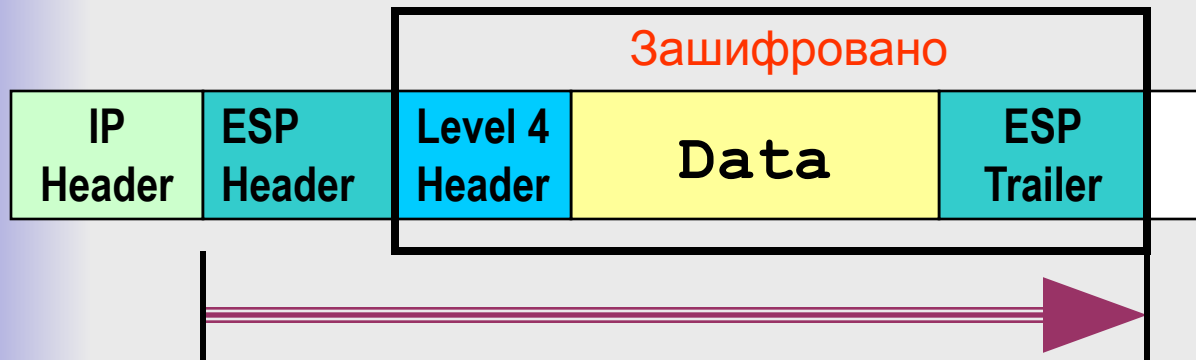 Зашифровано
IP
Header
ESP
Header
Level 4
Header
Data
ESP
Trailer